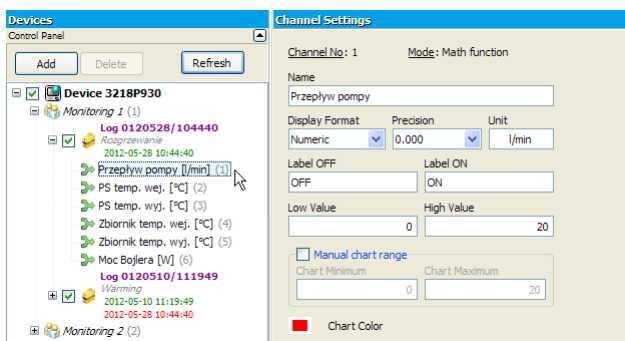 Devices
Control Panel
Add Delete Refresh
Device 3218P930
Monitoring 1 (1)
Log 0120528/104440
Rozgrzewanie
2012-05-28 10:44:40
Przepływ pompy [l/min] (1)
PS temp. wej. [°C] (2)
PS temp. wyj. [°C] (3)
Zbiornik temp. wej. [°C] (4)
Zbiornik temp. wyj. [°C] (5)
Moc Bojlera [W] (6)
Log 0120510/111949
Warming
2012-05-10 11:19:49
2012-05-28 10:44:40
Monitoring 2 (2)
Channel Settings
Channel No: 1 Mode: Math function
Name
Przepływ pompy
Display Format Precision Unit
Numeric 0.000 l/min
Label OFF Label ON
OFF ON
Low Value High Value
0 20
Manual chart range
Chart Minimum Chart Maximum
0 20
Chart Color